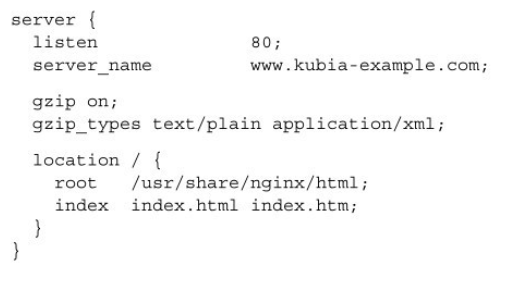 server {
  listen              80;
  server_name         www.kubia-example.com;
  gzip on;
  gzip_types text/plain application/xml;
  location / {
    root   /usr/share/nginx/html;
    index  index.html index.htm;
  }
}